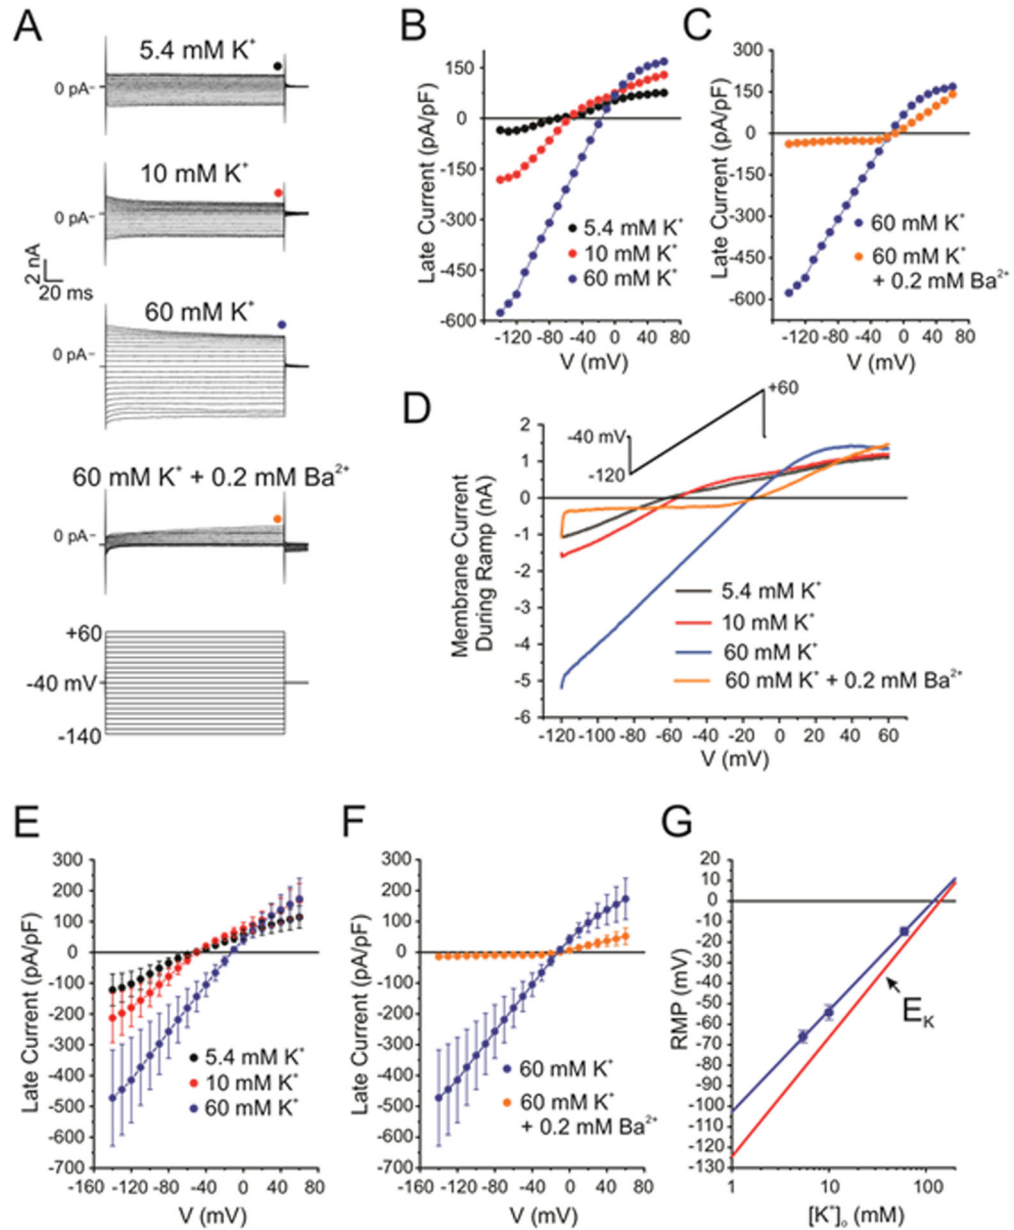 A
5.4 mM K⁺
0 pA
10 mM K⁺
0 pA
2 nA
20 ms
60 mM K⁺
0 pA
60 mM K⁺ + 0.2 mM Ba²⁺
0 pA
+60
-40 mV
-140
B
Late Current (pA/pF)
150
0
-150
-300
-450
-600
5.4 mM K⁺
10 mM K⁺
60 mM K⁺
-120 -80 -40 0 40 80
V (mV)
C
Late Current (pA/pF)
300
150
0
-150
-300
-450
-600
60 mM K⁺
60 mM K⁺
+ 0.2 mM Ba²⁺
-120 -80 -40 0 40 80
V (mV)
D
Membrane Current
During Ramp (nA)
2
1
0
-1
-2
-3
-4
-5
-6
+60
-40 mV
-120
5.4 mM K⁺
10 mM K⁺
60 mM K⁺
60 mM K⁺ + 0.2 mM Ba²⁺
-120 -100 -80 -60 -40 -20 0 20 40 60
V (mV)
E
Late Current (pA/pF)
300
200
100
0
-100
-200
-300
-400
-500
-600
-700
5.4 mM K⁺
10 mM K⁺
60 mM K⁺
-160 -120 -80 -40 0 40 80
V (mV)
F
Late Current (pA/pF)
300
200
100
0
-100
-200
-300
-400
-500
-600
-700
60 mM K⁺
60 mM K⁺
+ 0.2 mM Ba²⁺
-160 -120 -80 -40 0 40 80
V (mV)
G
RMP (mV)
20
10
0
-10
-20
-30
-40
-50
-60
-70
-80
-90
-100
-110
-120
-130
E_K
1 10 100
[K⁺]ₒ (mM)